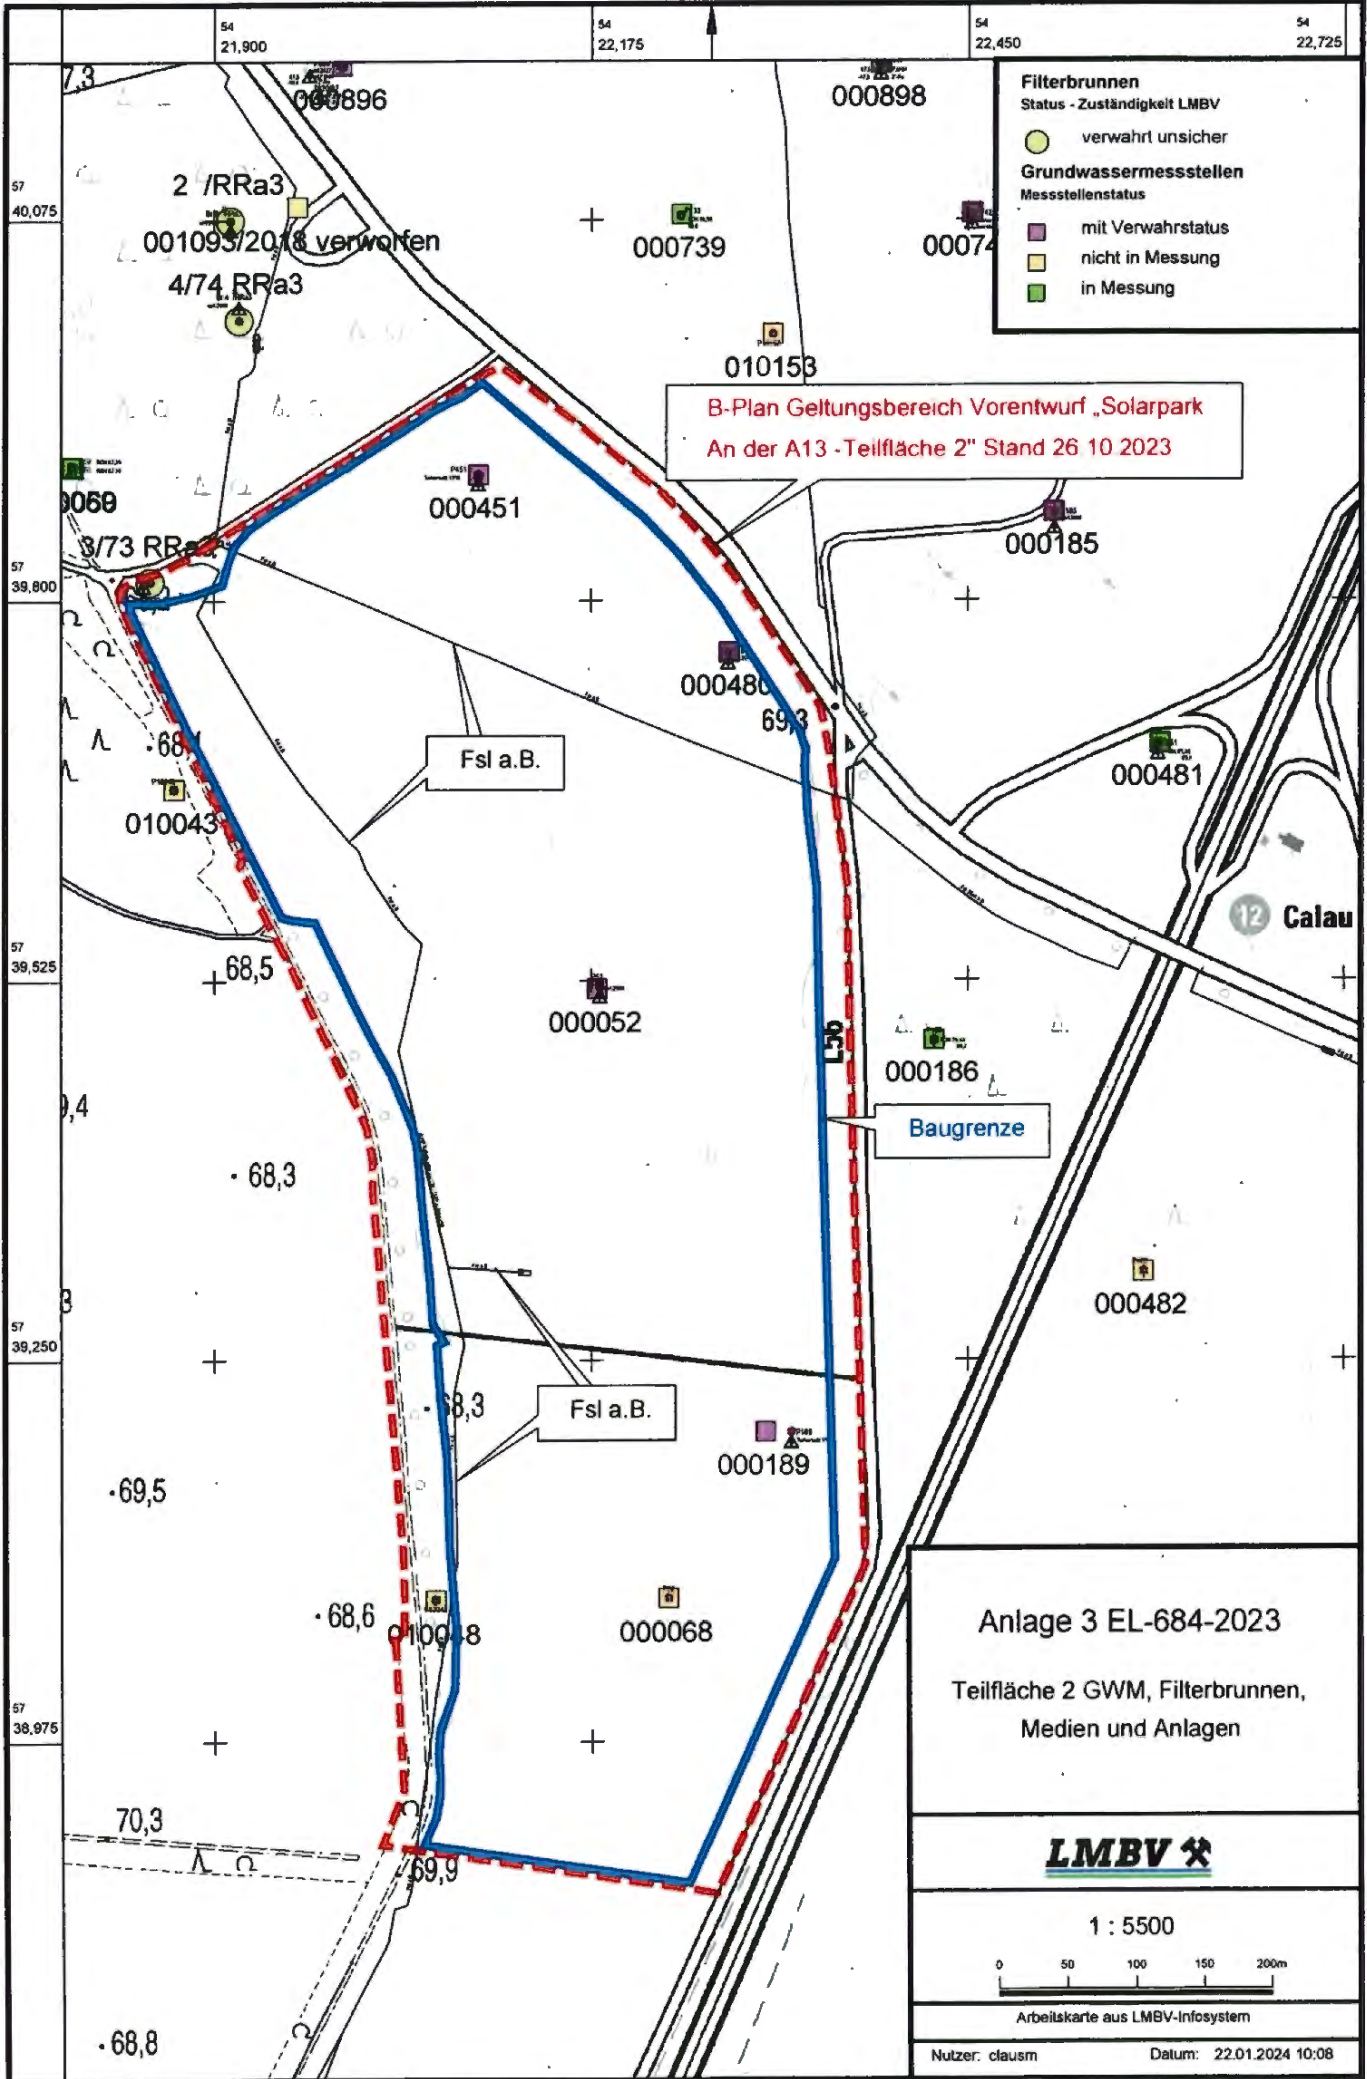 54
21,900
54
22,175
54
22,450
54
22,725
7,3
000896
000898
Filterbrunnen
Status - Zuständigkeit LMBV
verwahrt unsicher
Grundwassermessstellen
Messstellenstatus
mit Verwahrstatus
nicht in Messung
in Messung
57
40,075
2 /RRa3
001093/2018 verworfen
4/74 RRa3
000739
00074
010153
B-Plan Geltungsbereich Vorentwurf „Solarpark
An der A13 -Teilfläche 2" Stand 26 10 2023
000451
000185
3/73 RRa3
57
39,800
000480
69,3
68,1
Fsl a.B.
000481
010043
12 Calau
57
39,525
68,5
000052
L56
000186
9,4
Baugrenze
68,3
000482
3
57
39,250
68,3
Fsl a.B.
000189
69,5
68,6
010048
000068
Anlage 3 EL-684-2023
Teilfläche 2 GWM, Filterbrunnen,
Medien und Anlagen
57
38,975
70,3
69,9
LMBV
1 : 5500
0 50 100 150 200m
Arbeitskarte aus LMBV-Infosystem
68,8
Nutzer: clausm Datum: 22.01.2024 10:08